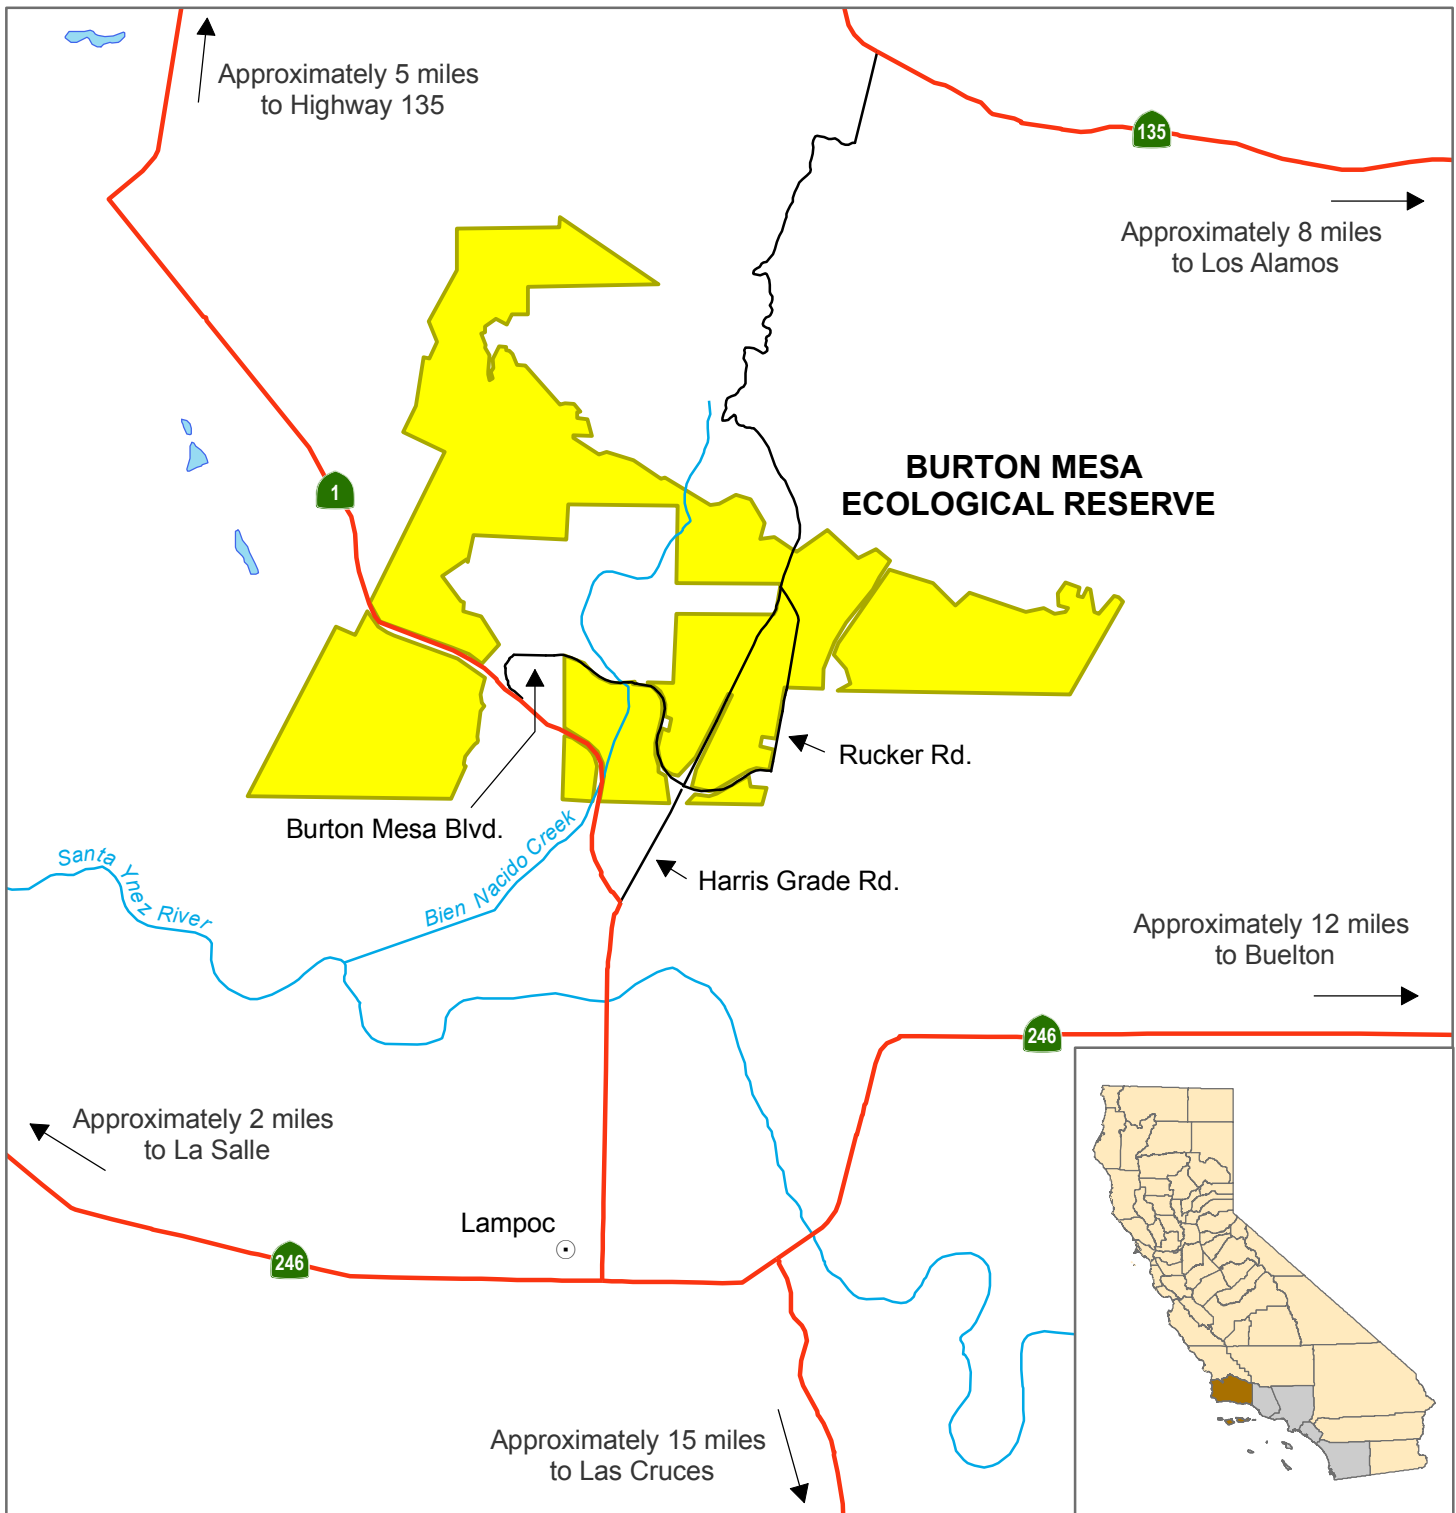 Approximately 5 miles
to Highway 135
135
Approximately 8 miles
to Los Alamos
BURTON MESA
ECOLOGICAL RESERVE
1
Rucker Rd.
Burton Mesa Blvd.
Harris Grade Rd.
Santa Ynez River
Bien Nacido Creek
Approximately 12 miles
to Buelton
246
Approximately 2 miles
to La Salle
Lampoc
246
Approximately 15 miles
to Las Cruces